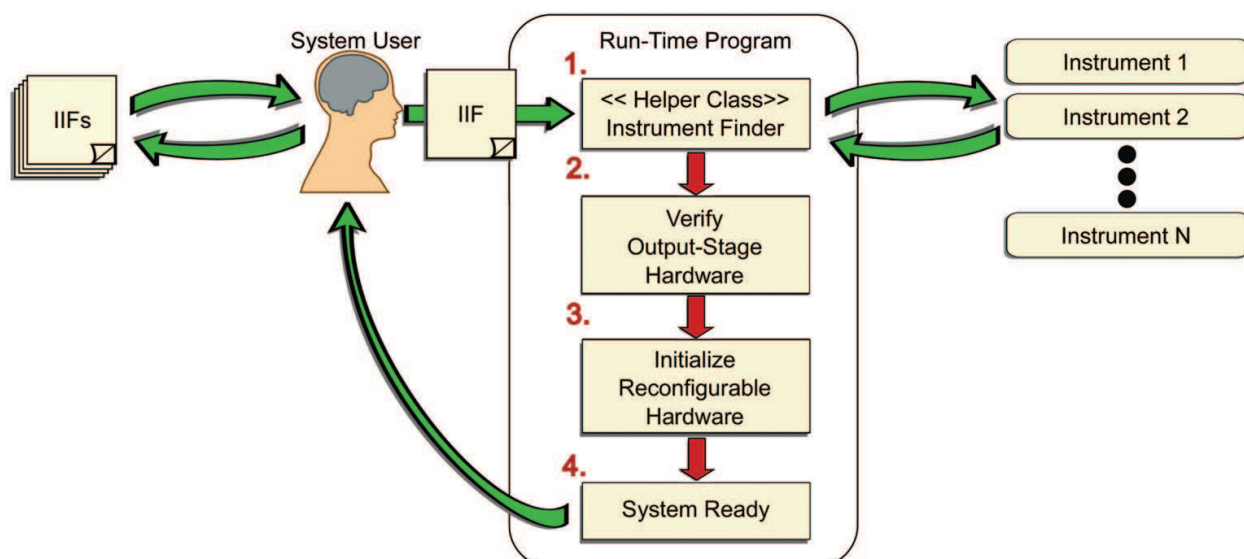 System User
Run-Time Program
IIFs
IIF
1.
<< Helper Class>>
Instrument Finder
2.
Verify
Output-Stage
Hardware
3.
Initialize
Reconfigurable
Hardware
4.
System Ready
Instrument 1
Instrument 2
Instrument N